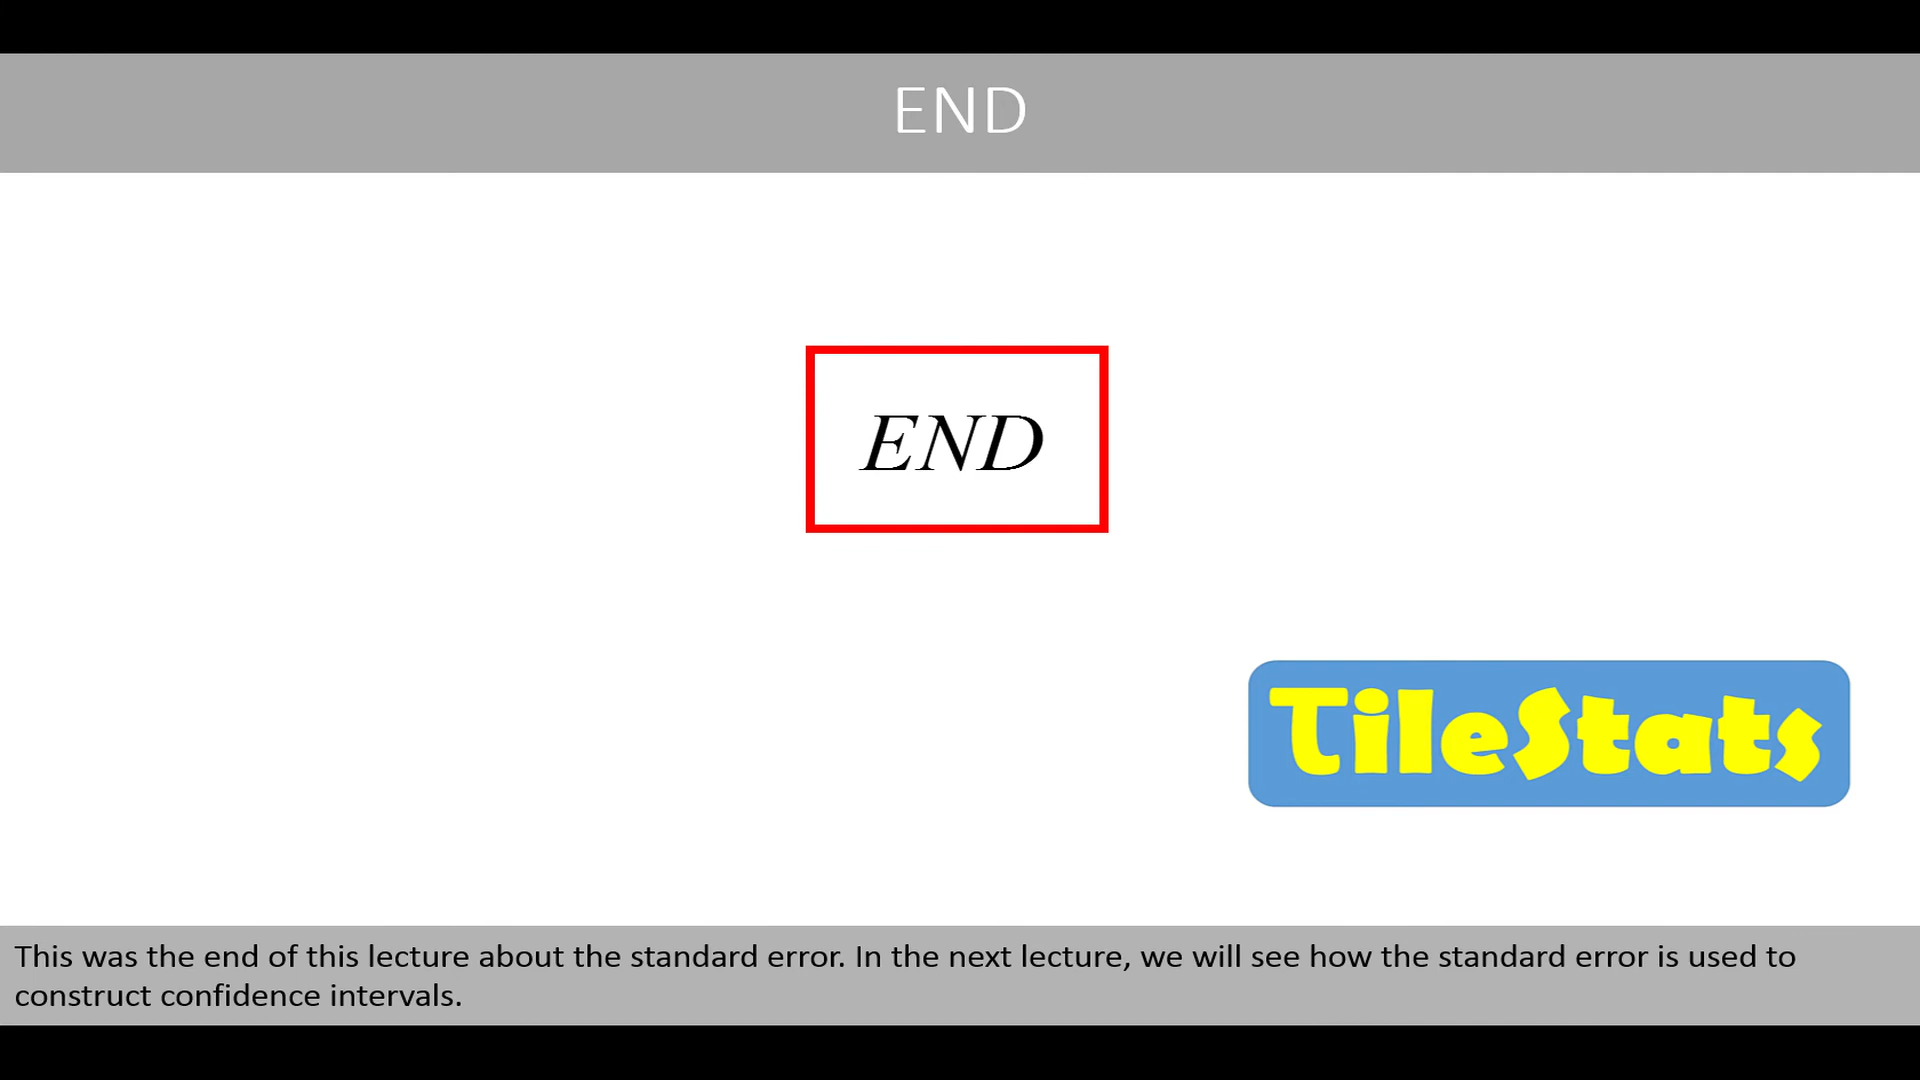 END
END
TileStats
This was the end of this lecture about the standard error. In the next lecture, we will see how the standard error is used to
construct confidence intervals.